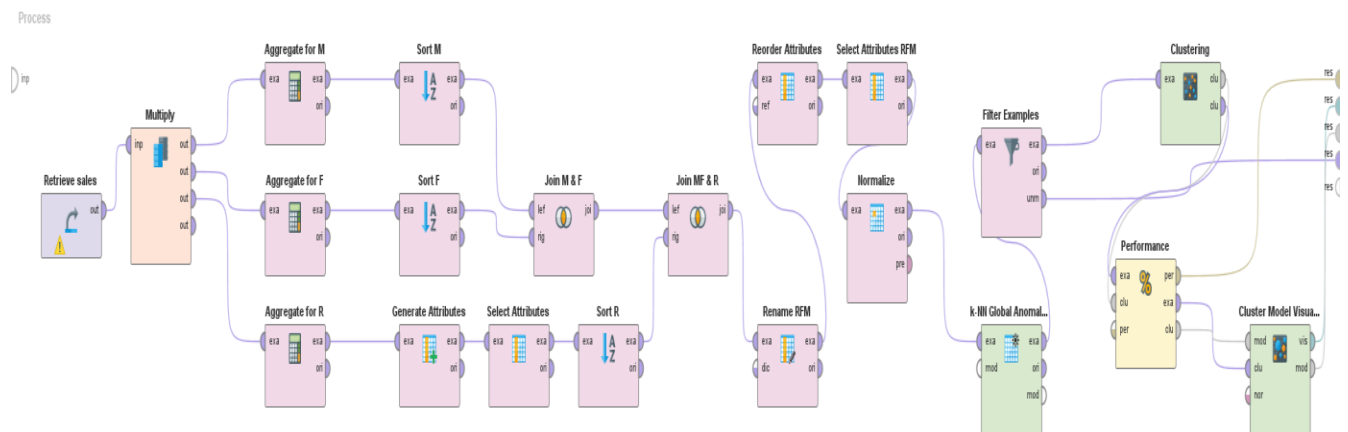 Process
inp
Retrieve sales
out
Multiply
inp
out
out
out
out
Aggregate for M
exa
exa
ori
Sort M
exa
exa
ori
Aggregate for F
exa
exa
ori
Sort F
exa
exa
ori
Join M & F
lef
joi
rig
Join MF & R
lef
joi
rig
Aggregate for R
exa
exa
ori
Generate Attributes
exa
exa
ori
Select Attributes
exa
exa
ori
Sort R
exa
exa
ori
Rename RFM
exa
exa
dic
ori
Reorder Attributes
exa
exa
ref
ori
Select Attributes RFM
exa
exa
ori
Normalize
exa
exa
ori
pre
k-NN Global Anomal...
exa
exa
mod
ori
mod
Filter Examples
exa
exa
ori
unm
Clustering
exa
clu
clu
Performance
exa
per
clu
exa
per
clu
Cluster Model Visua...
mod
vis
clu
mod
nor
res
res
res
res
res